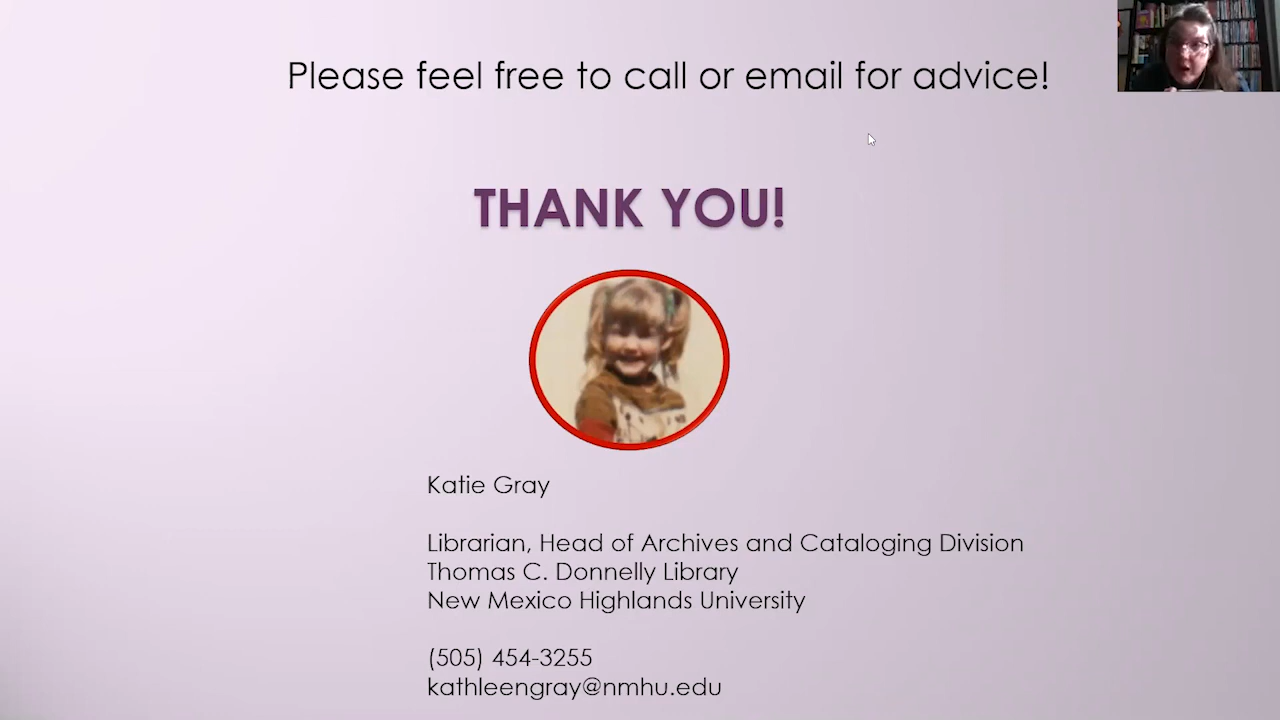 Please feel free to call or email for advice!
THANK YOU!
Katie Gray
Librarian, Head of Archives and Cataloging Division
Thomas C. Donnelly Library
New Mexico Highlands University
(505) 454-3255
kathleengray@nmhu.edu